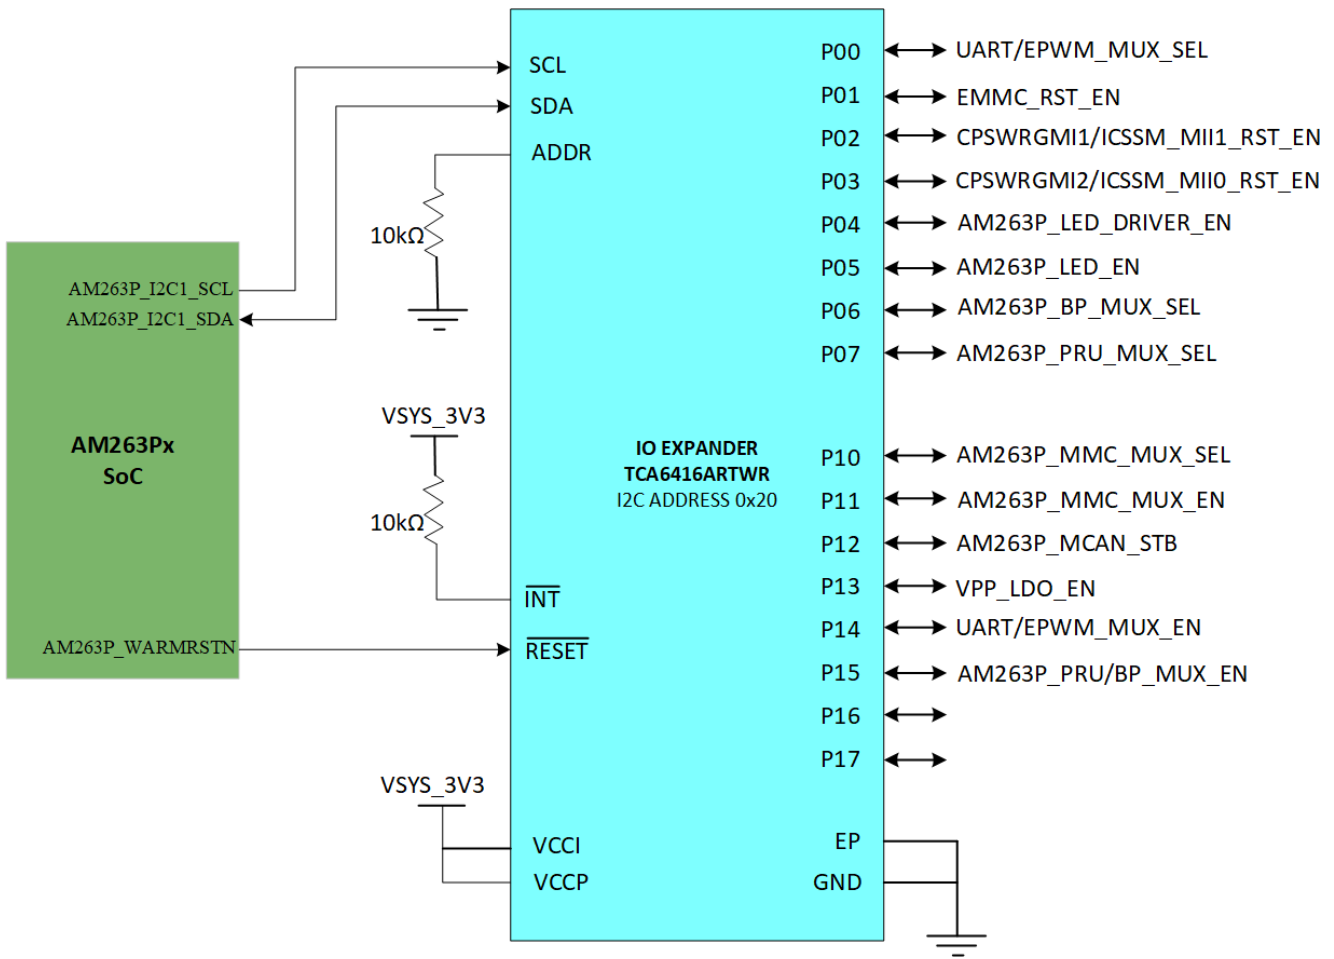 SCL
SDA
ADDR
10kΩ
AM263P_I2C1_SCL
AM263P_I2C1_SDA
AM263Px
SoC
AM263P_WARMRSTN
VSYS_3V3
10kΩ
INT
RESET
VSYS_3V3
VCCI
VCCP
IO EXPANDER
TCA6416ARTWR
I2C ADDRESS 0x20
P00 UART/EPWM_MUX_SEL
P01 EMMC_RST_EN
P02 CPSWRGMI1/ICSSM_MII1_RST_EN
P03 CPSWRGMI2/ICSSM_MII0_RST_EN
P04 AM263P_LED_DRIVER_EN
P05 AM263P_LED_EN
P06 AM263P_BP_MUX_SEL
P07 AM263P_PRU_MUX_SEL
P10 AM263P_MMC_MUX_SEL
P11 AM263P_MMC_MUX_EN
P12 AM263P_MCAN_STB
P13 VPP_LDO_EN
P14 UART/EPWM_MUX_EN
P15 AM263P_PRU/BP_MUX_EN
P16
P17
EP
GND